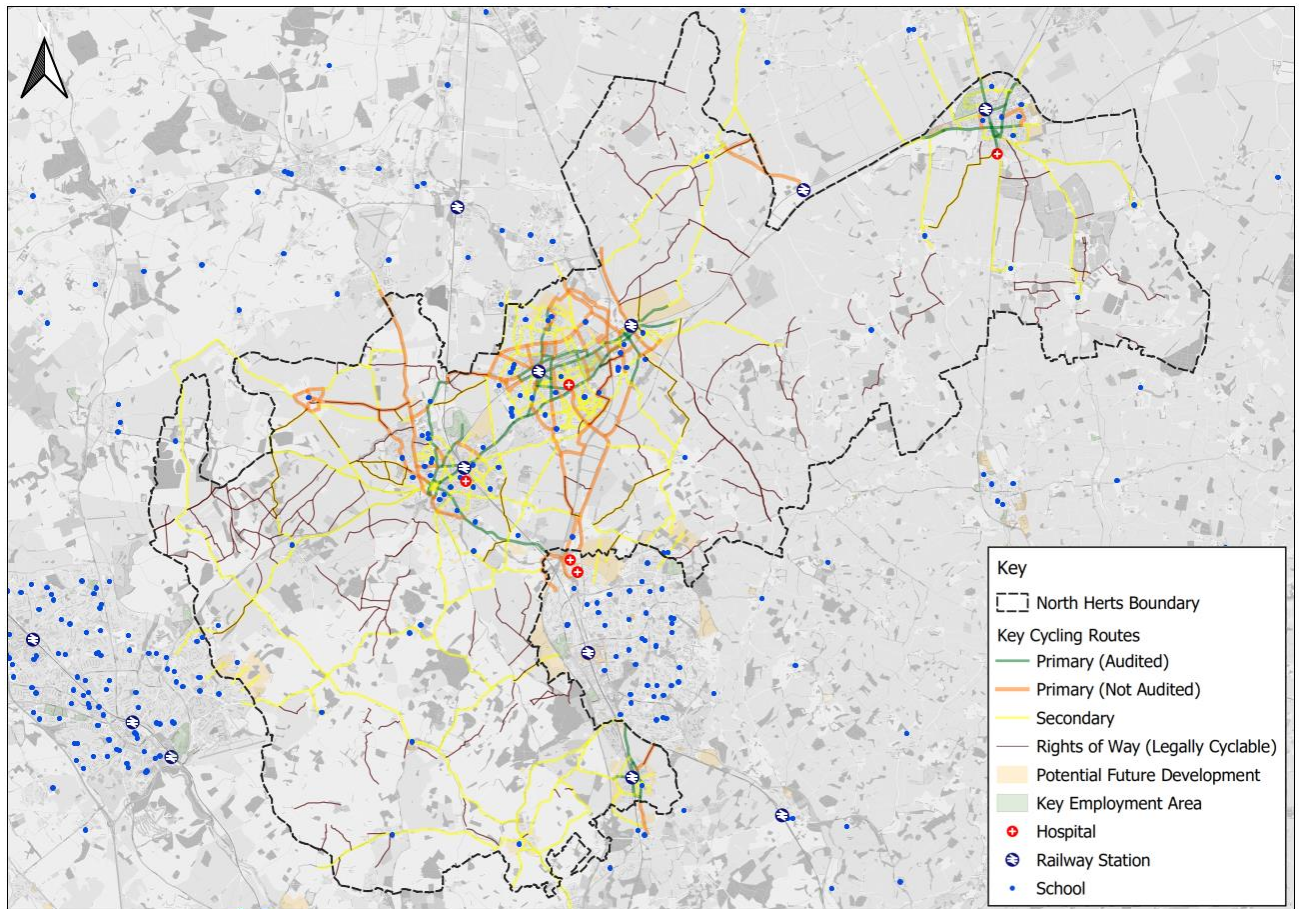 Key
North Herts Boundary
Key Cycling Routes
Primary (Audited)
Primary (Not Audited)
Secondary
Rights of Way (Legally Cyclable)
Potential Future Development
Key Employment Area
Hospital
Railway Station
School